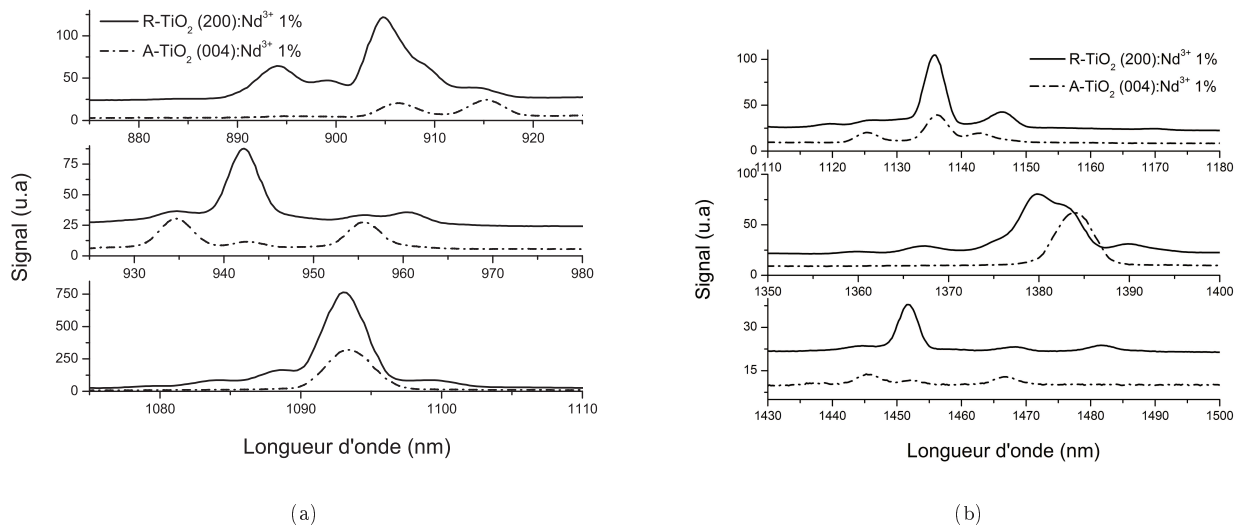 R-TiO₂ (200):Nd³⁺ 1%
A-TiO₂ (004):Nd³⁺ 1%
100
50
0
880 890 900 910 920
75
50
25
0
930 940 950 960 970 980
750
500
250
0
1080 1090 1100 1110
Signal (u.a)
Longueur d'onde (nm)
(a)
R-TiO₂ (200):Nd³⁺ 1%
A-TiO₂ (004):Nd³⁺ 1%
100
50
0
1110 1120 1130 1140 1150 1160 1170 1180
100
50
0
1350 1360 1370 1380 1390 1400
30
15
1430 1440 1450 1460 1470 1480 1490 1500
Signal (u.a)
Longueur d'onde (nm)
(b)